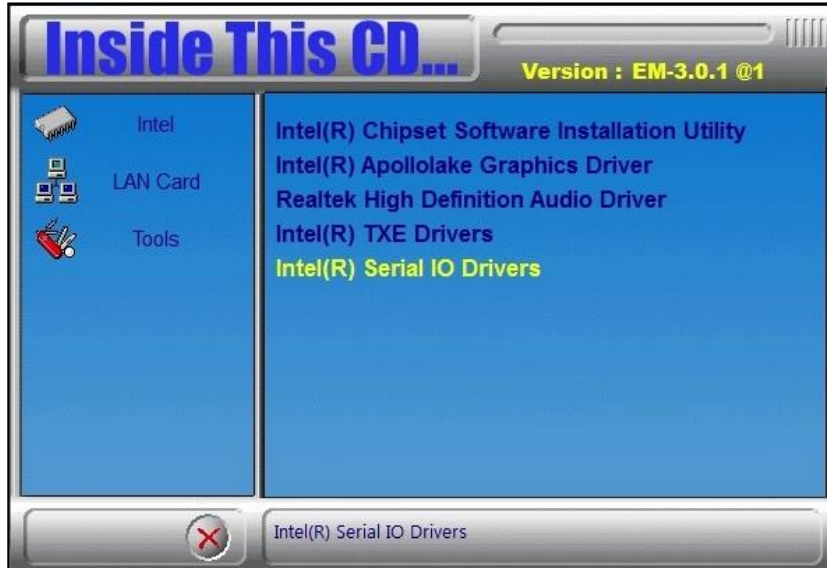 Inside This CD...
Version : EM-3.0.1 @1
Intel
LAN Card
Tools
Intel(R) Chipset Software Installation Utility
Intel(R) Apollolake Graphics Driver
Realtek High Definition Audio Driver
Intel(R) TXE Drivers
Intel(R) Serial IO Drivers
Intel(R) Serial IO Drivers